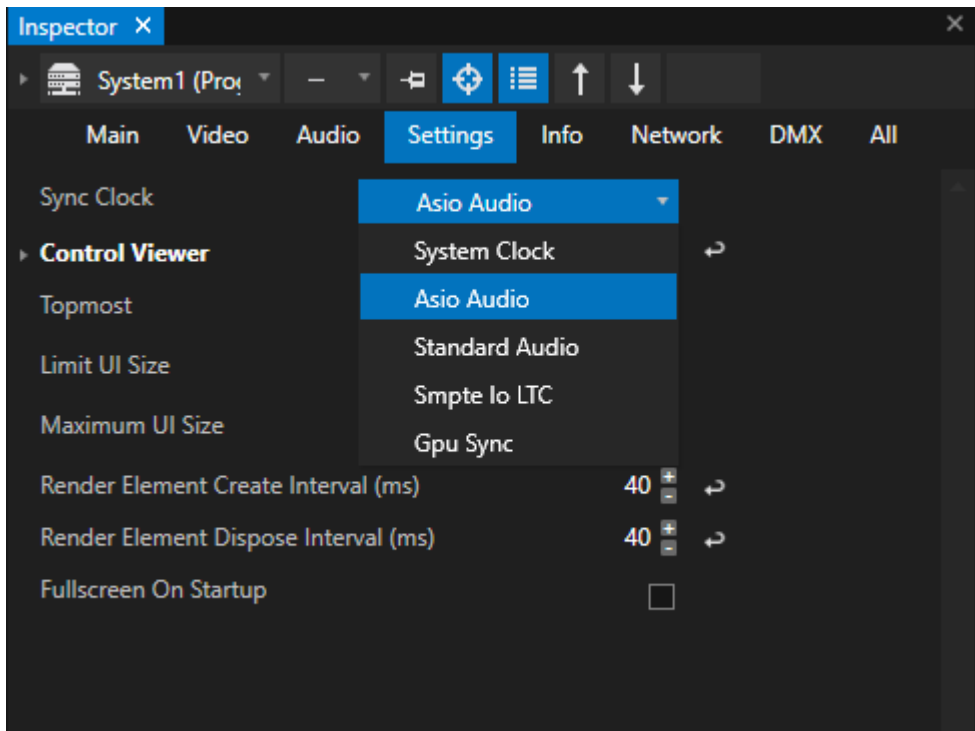 Inspector
System1 (Pro
Main Video Audio Settings Info Network DMX All
Sync Clock Asio Audio
Control Viewer System Clock
Asio Audio
Topmost
Standard Audio
Limit UI Size
Smpte Io LTC
Maximum UI Size
Gpu Sync
Render Element Create Interval (ms) 40
Render Element Dispose Interval (ms) 40
Fullscreen On Startup